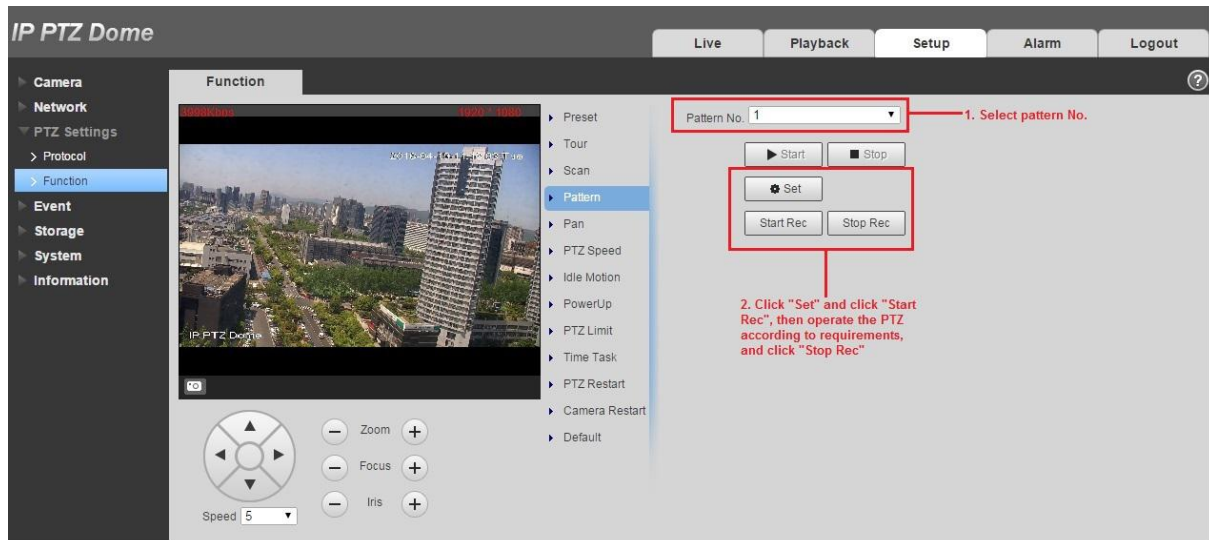 IP PTZ Dome
Live
Playback
Setup
Alarm
Logout
Camera
Network
PTZ Settings
Protocol
Function
Event
Storage
System
Information
Function
?
3998Kbps 1920 * 1080
IP PTZ Dome
Zoom
Focus
Iris
Speed 5
Preset
Tour
Scan
Pattern
Pan
PTZ Speed
Idle Motion
PowerUp
PTZ Limit
Time Task
PTZ Restart
Camera Restart
Default
Pattern No. 1
1. Select pattern No.
Start
Stop
Set
Start Rec
Stop Rec
2. Click "Set" and click "Start
Rec", then operate the PTZ
according to requirements,
and click "Stop Rec"